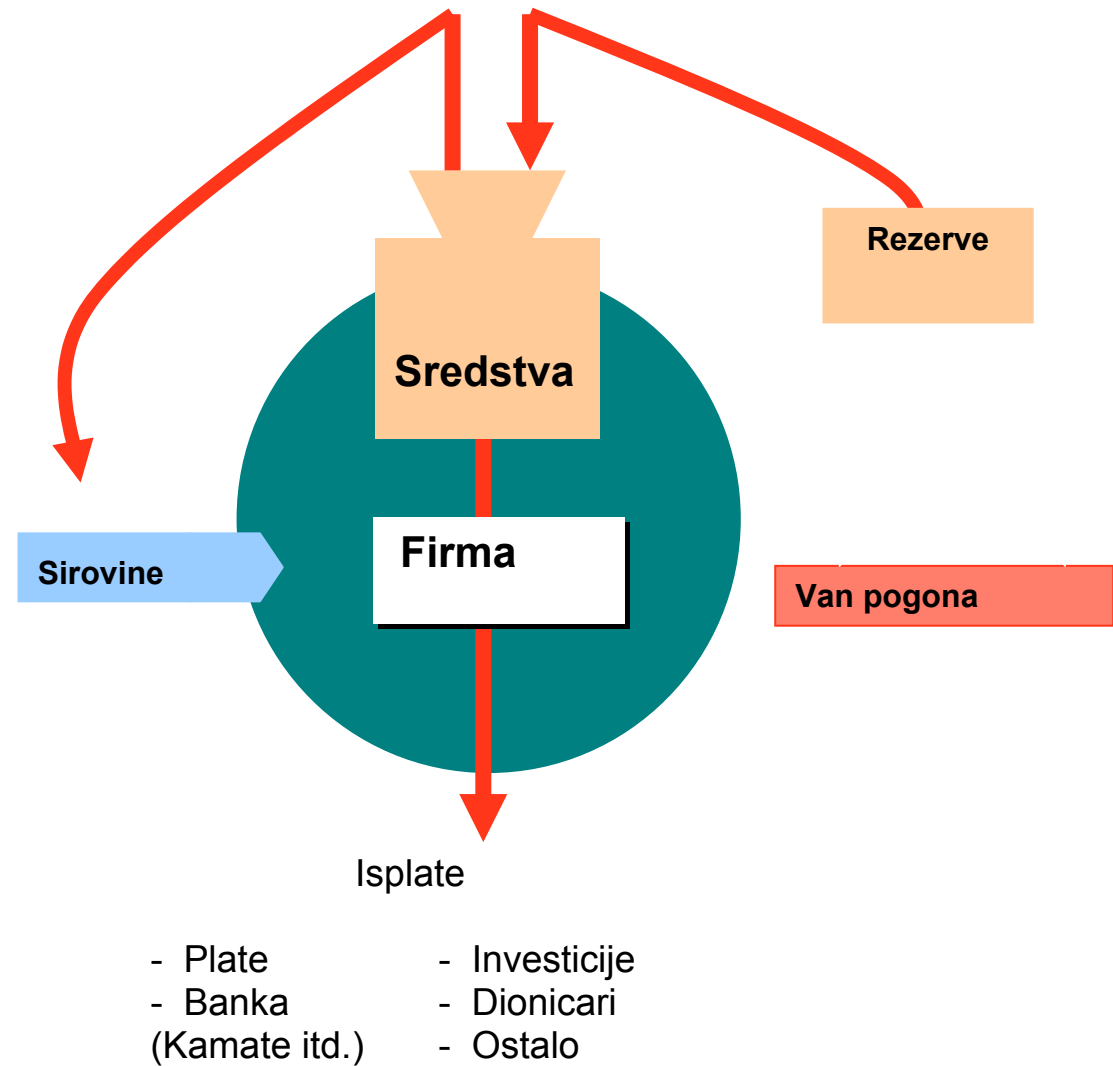 Rezerve
Sredstva
Firma
Sirovine
Van pogona
Isplate
- Plate
- Banka
(Kamate itd.)
- Investicije
- Dionicari
- Ostalo